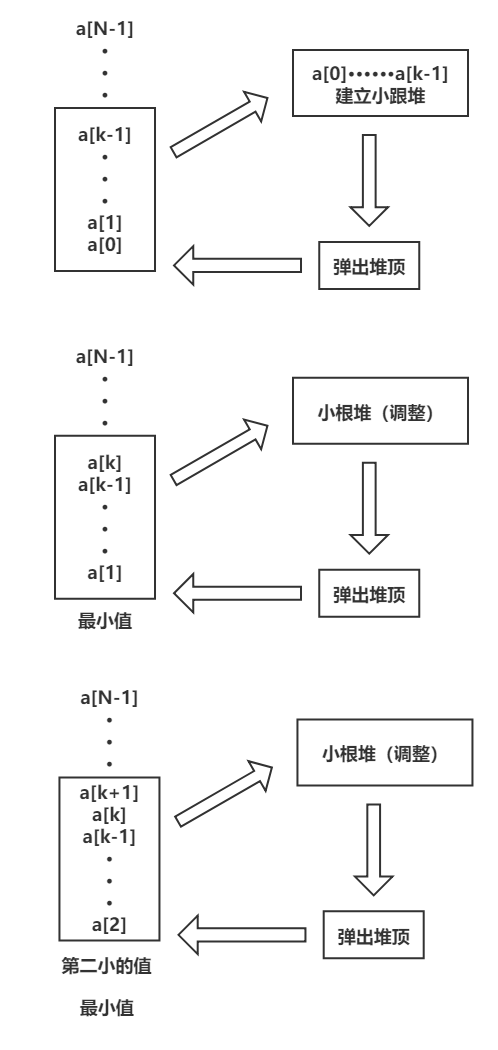 a[N-1]
a[k-1]
a[1]
a[0]
a[0]••••••a[k-1]
建立小跟堆
弹出堆顶
a[N-1]
a[k]
a[k-1]
a[1]
最小值
小根堆（调整）
弹出堆顶
a[N-1]
a[k+1]
a[k]
a[k-1]
a[2]
第二小的值
最小值
小根堆（调整）
弹出堆顶